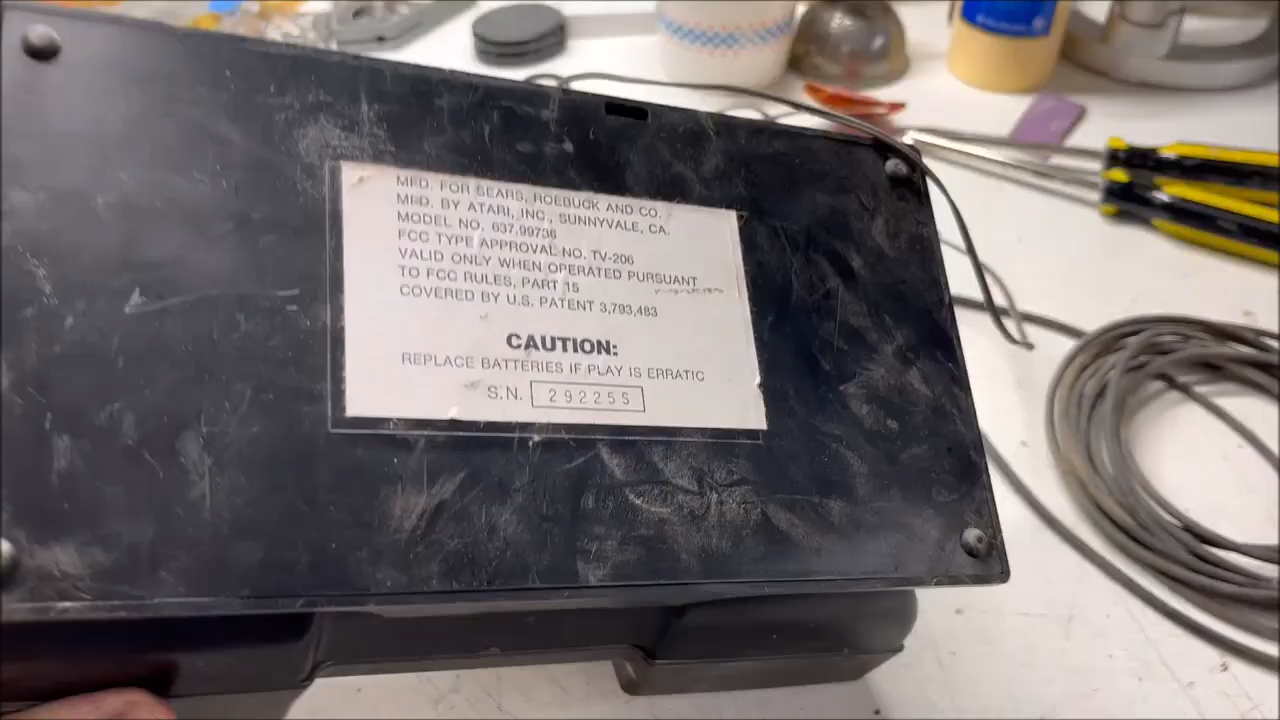 MFD. FOR SEARS, ROEBUCK AND CO.
MFD. BY ATARI, INC., SUNNYVALE, CA.
MODEL NO. 637.99736
FCC TYPE APPROVAL NO. TV-206
VALID ONLY WHEN OPERATED PURSUANT
TO FCC RULES, PART 15
COVERED BY U.S. PATENT 3,793,483
CAUTION:
REPLACE BATTERIES IF PLAY IS ERRATIC
S.N. 29225S